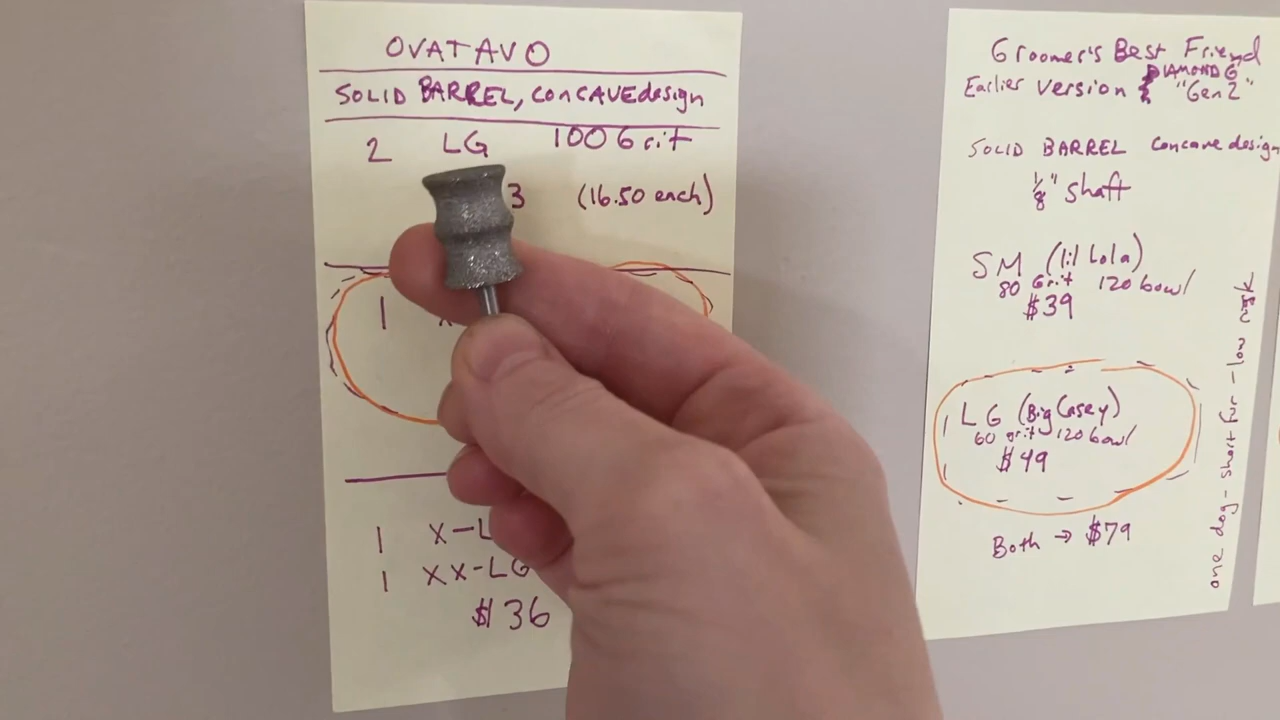 OVATAVO
SOLID BARREL, CONCAVE design
2 LG 100 Grit
3 (16.50 each)
1
1 X-L
1 XX-LG
$36
Groomer's Best Friend
DIAMOND G
Earlier version { "Gen 2"
SOLID BARREL concave design
1/8" shaft
SM (lil Lola)
80 Grit 120 bowl
$39
LG (Big Casey)
60 grit 120 bowl
$49
Both → $79
one dog - short fur - low